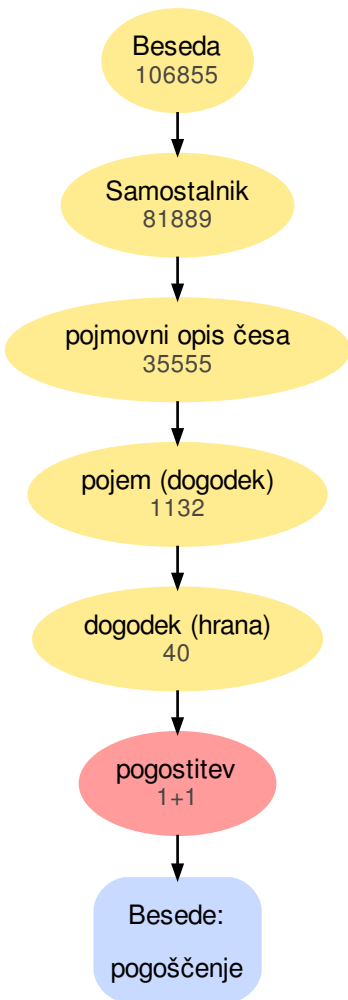 Beseda
106855
Samostalnik
81889
pojmovni opis česa
35555
pojem (dogodek)
1132
dogodek (hrana)
40
pogostitev
1+1
Besede:
pogoščenje